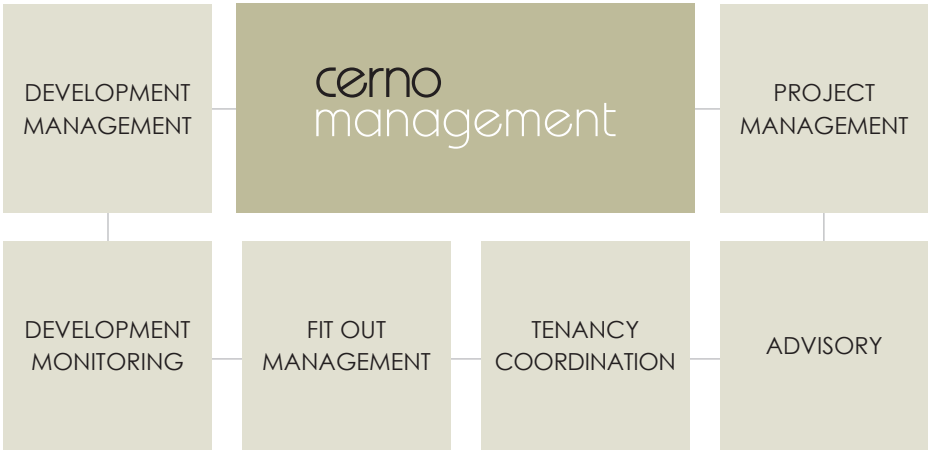 DEVELOPMENT
MANAGEMENT
cerno
management
PROJECT
MANAGEMENT
DEVELOPMENT
MONITORING
FIT OUT
MANAGEMENT
TENANCY
COORDINATION
ADVISORY